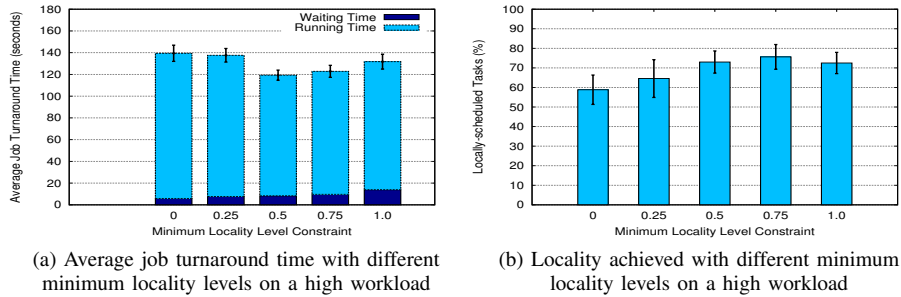 Average Job Turnaround Time (seconds)
180
160
140
120
100
80
60
40
20
0
Waiting Time
Running Time
0 0.25 0.5 0.75 1.0
Minimum Locality Level Constraint
(a) Average job turnaround time with different
minimum locality levels on a high workload
Locally-scheduled Tasks (%)
100
90
80
70
60
50
40
30
20
10
0
0 0.25 0.5 0.75 1.0
Minimum Locality Level Constraint
(b) Locality achieved with different minimum
locality levels on a high workload